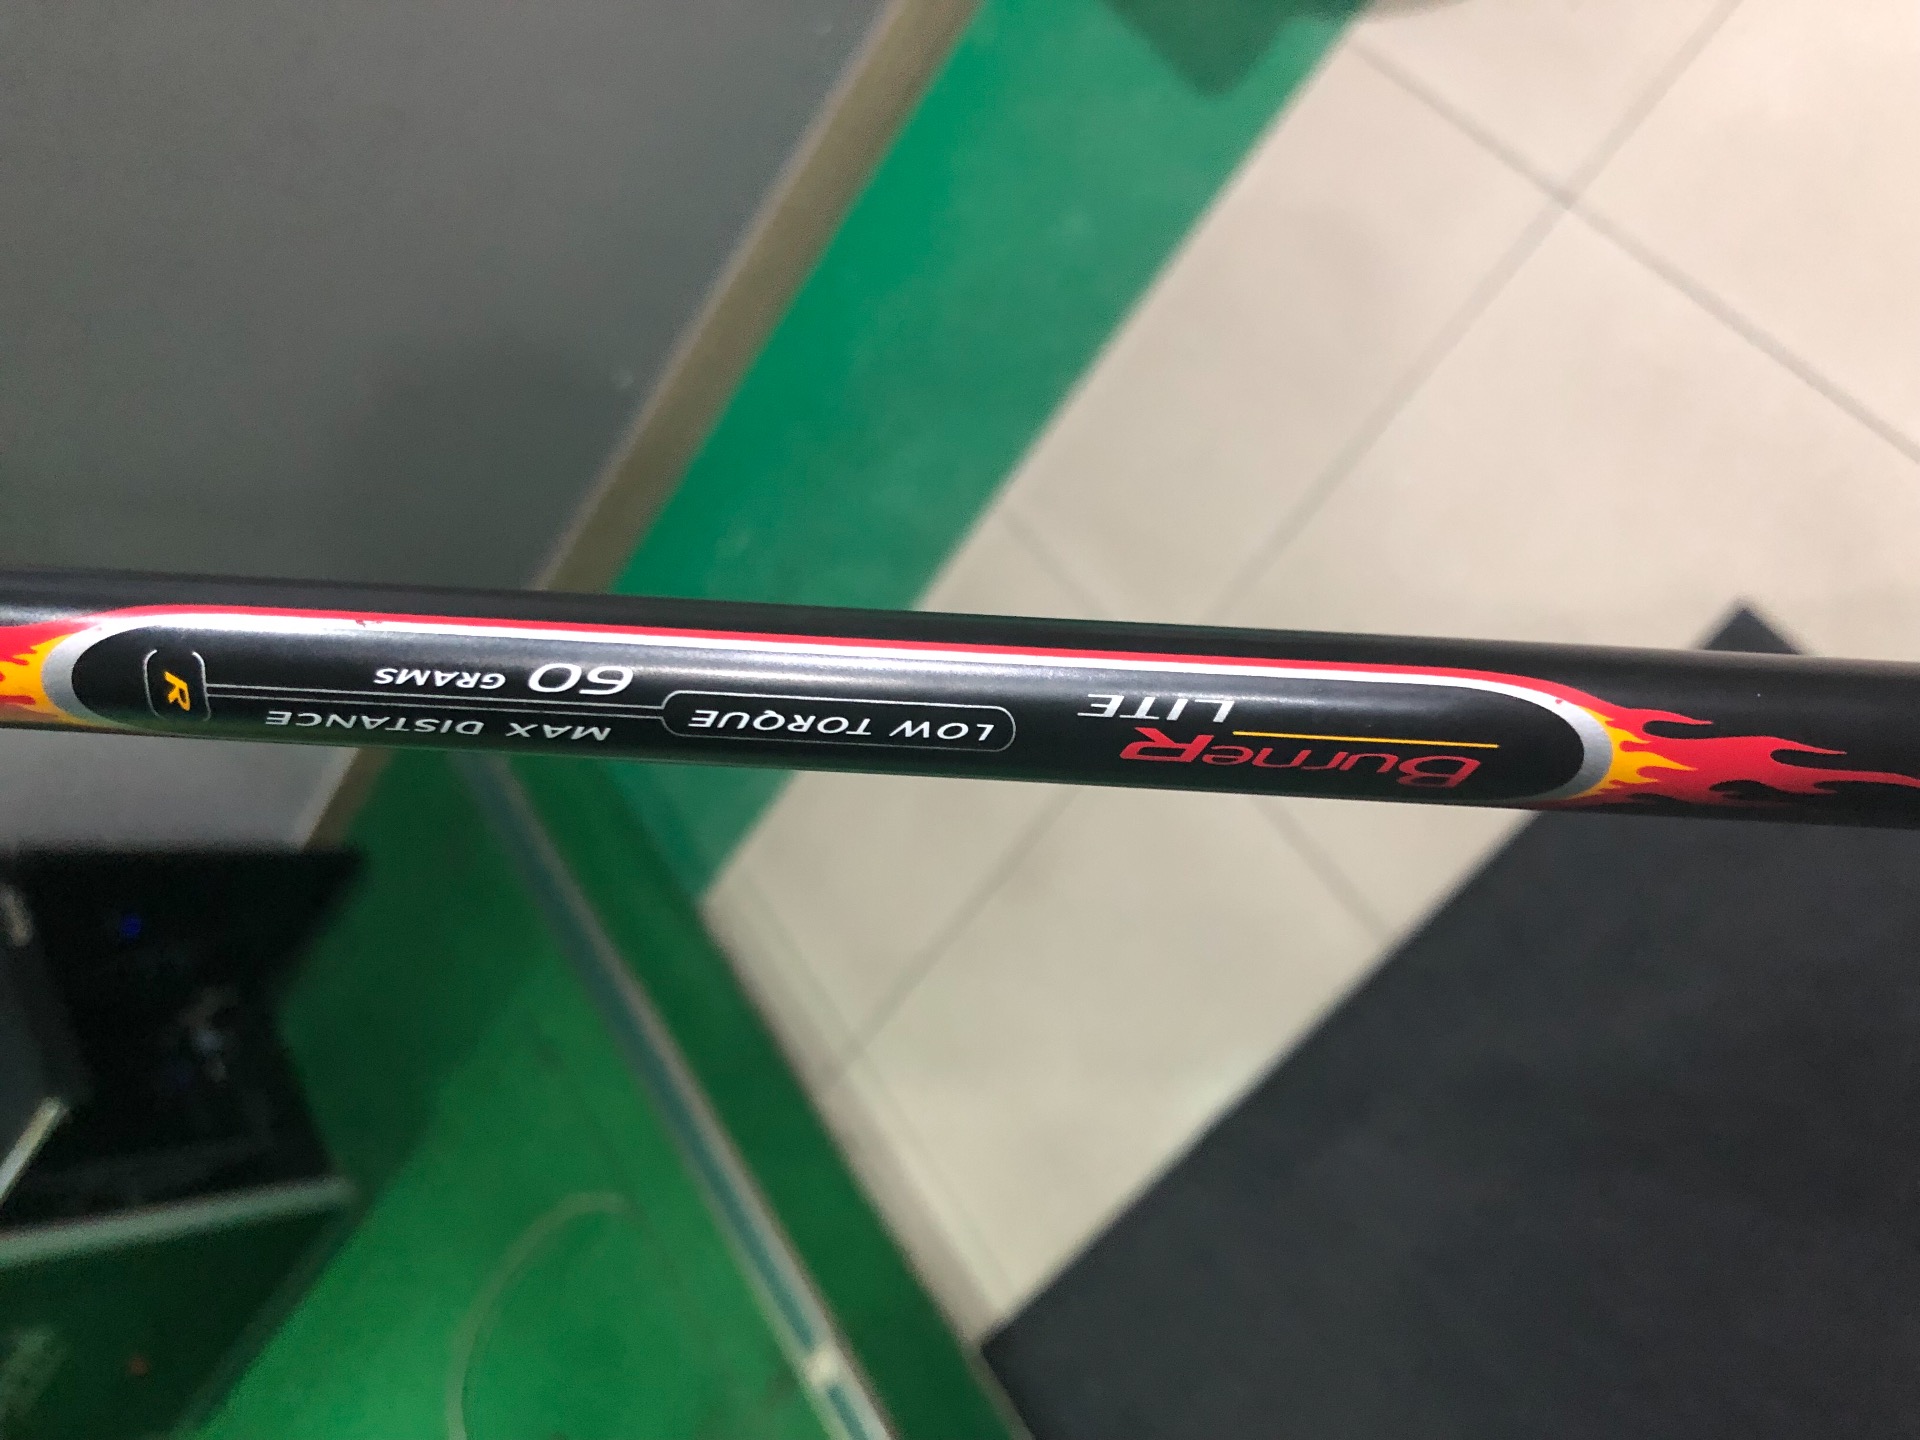 BurneR
LITE
LOW TORQUE
MAX DISTANCE
60 GRAMS
R